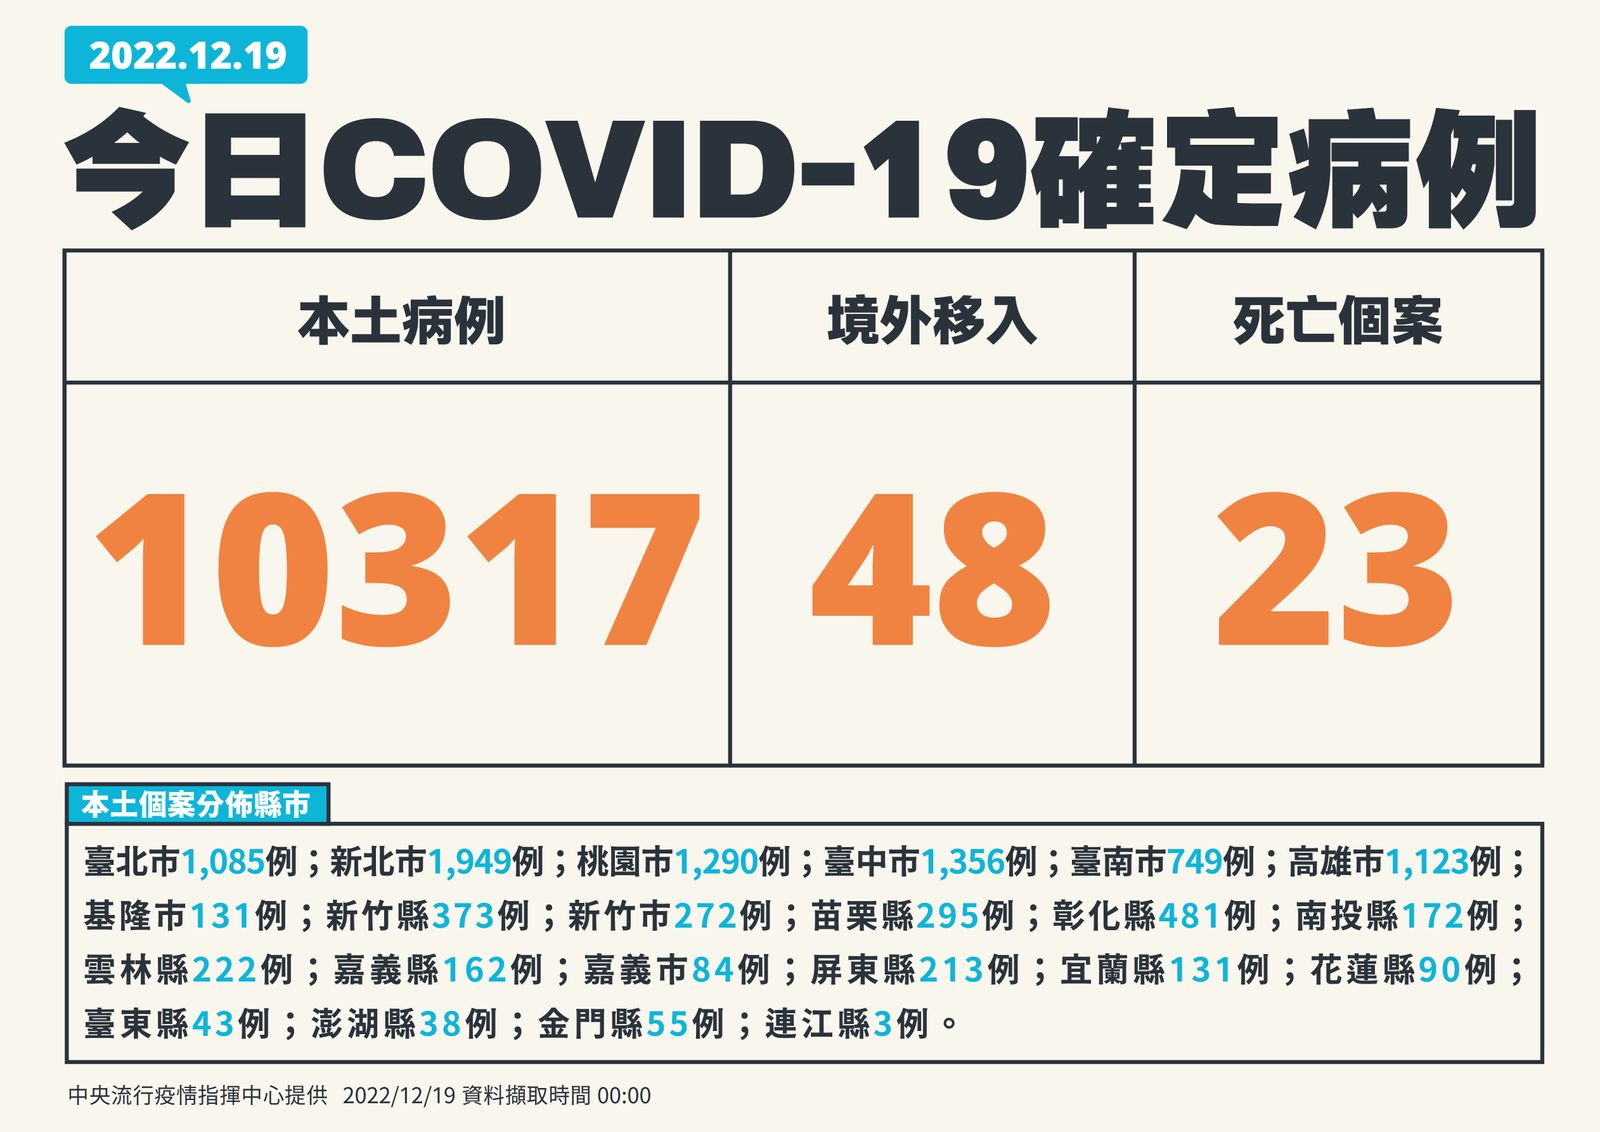 2022.12.19
今日COVID-19確定病例
本土病例 境外移入 死亡個案
10317 48 23
本土個案分佈縣市
臺北市1,085例；新北市1,949例；桃園市1,290例；臺中市1,356例；臺南市749例；高雄市1,123例；
基隆市131例；新竹縣373例；新竹市272例；苗栗縣295例；彰化縣481例；南投縣172例；
雲林縣222例；嘉義縣162例；嘉義市84例；屏東縣213例；宜蘭縣131例；花蓮縣90例；
臺東縣43例；澎湖縣38例；金門縣55例；連江縣3例。
中央流行疫情指揮中心提供 2022/12/19 資料擷取時間 00:00